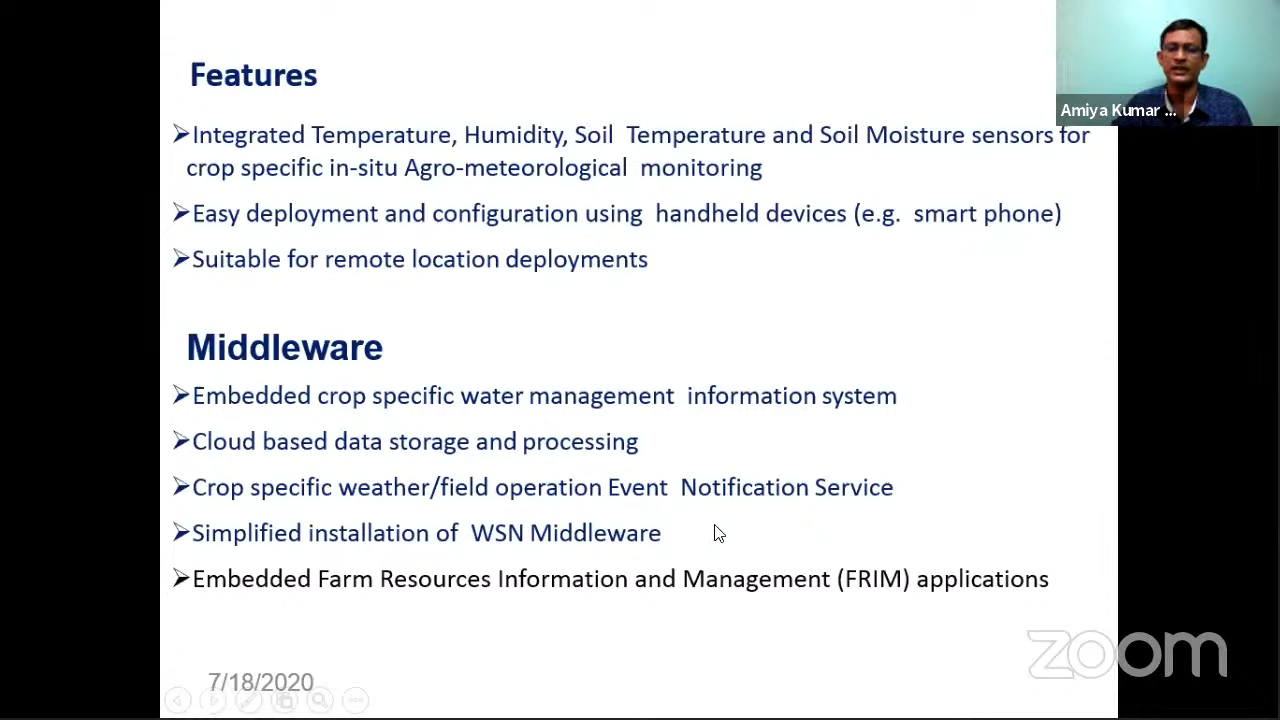 Features
Amiya Kumar ...
➢Integrated Temperature, Humidity, Soil Temperature and Soil Moisture sensors for
crop specific in-situ Agro-meteorological monitoring
➢Easy deployment and configuration using handheld devices (e.g. smart phone)
➢Suitable for remote location deployments
Middleware
➢Embedded crop specific water management information system
➢Cloud based data storage and processing
➢Crop specific weather/field operation Event Notification Service
➢Simplified installation of WSN Middleware
➢Embedded Farm Resources Information and Management (FRIM) applications
zoom
7/18/2020